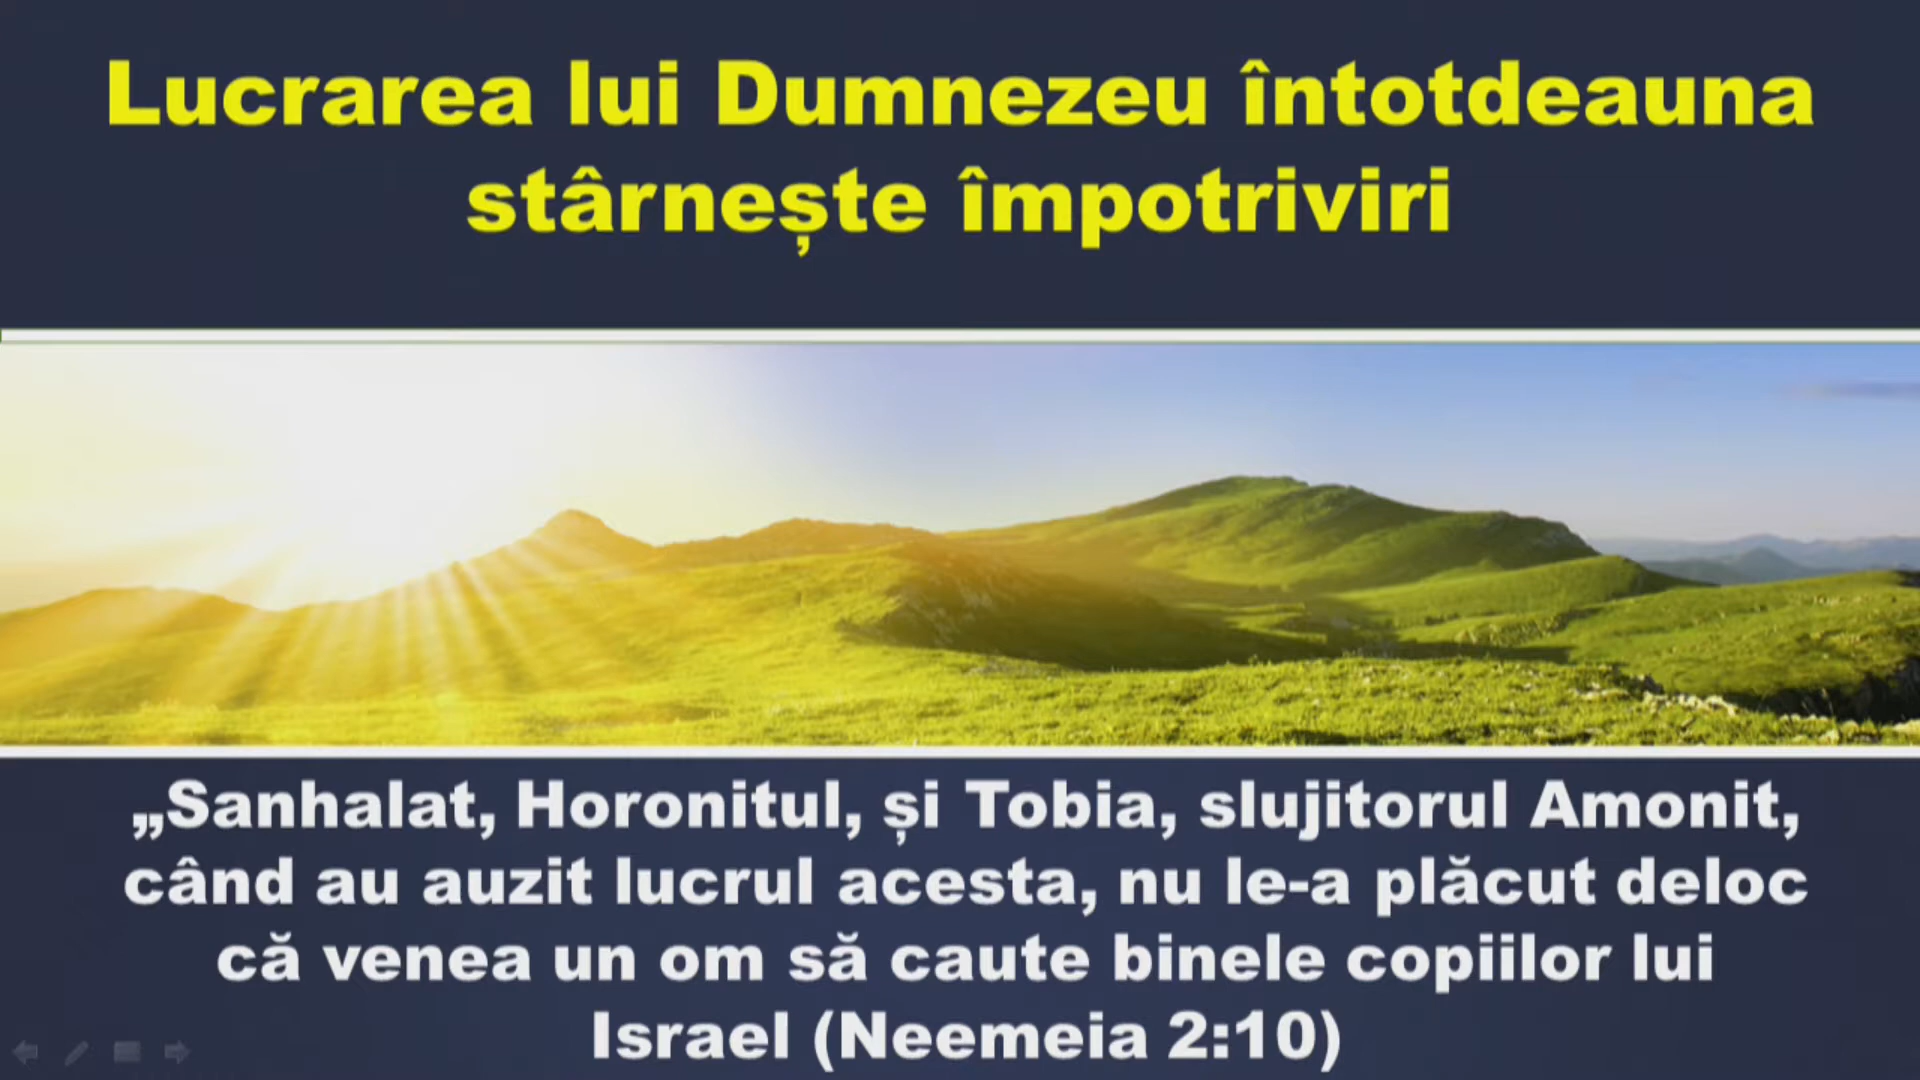 Lucrarea lui Dumnezeu întotdeauna
stârnește împotriviri
„Sanhalat, Horonitul, și Tobia, slujitorul Amonit,
când au auzit lucrul acesta, nu le-a plăcut deloc
că venea un om să caute binele copiilor lui
Israel (Neemeia 2:10)